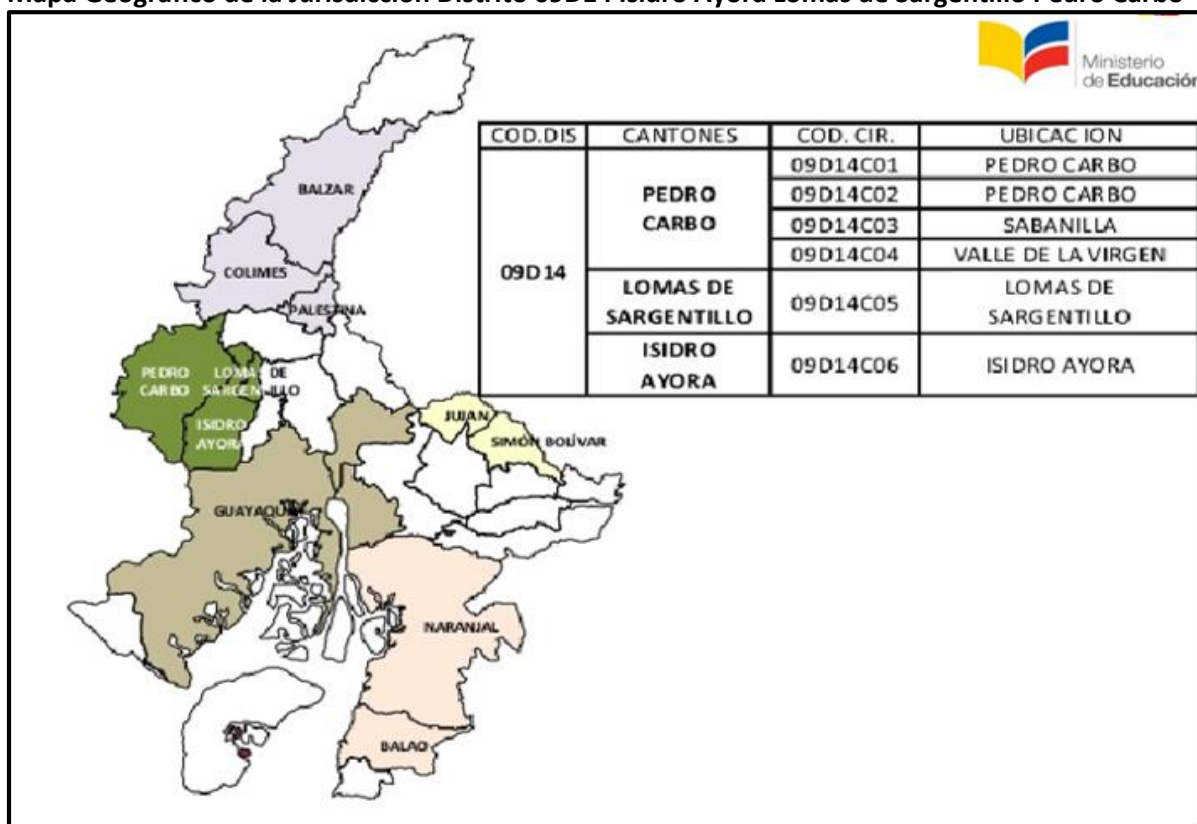 Mapa Geográfico de la Jurisdicción Distrito 09D14 Isidro Ayora Lomas de Sargentillo Pedro Carbo
Ministerio
de Educación
COD.DIS CANTONES COD. CIR. UBICACION
09D14
PEDRO
CARBO
09D14C01 PEDRO CARBO
09D14C02 PEDRO CARBO
09D14C03 SABANILLA
09D14C04 VALLE DE LA VIRGEN
LOMAS DE
SARGENTILLO
09D14C05
LOMAS DE
SARGENTILLO
ISIDRO
AYORA
09D14C06 ISIDRO AYORA
BALZAR
COLIMES
PALESTINA
PEDRO
CARBO
LOMAS DE
SARGENTILLO
ISIDRO
AYORA
JUJAN
SIMÓN BOLÍVAR
GUAYAQUIL
NARANJAL
BALAO